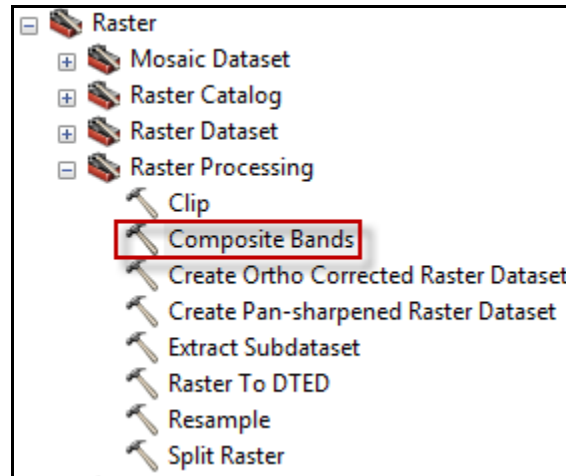 Raster
Mosaic Dataset
Raster Catalog
Raster Dataset
Raster Processing
Clip
Composite Bands
Create Ortho Corrected Raster Dataset
Create Pan-sharpened Raster Dataset
Extract Subdataset
Raster To DTED
Resample
Split Raster